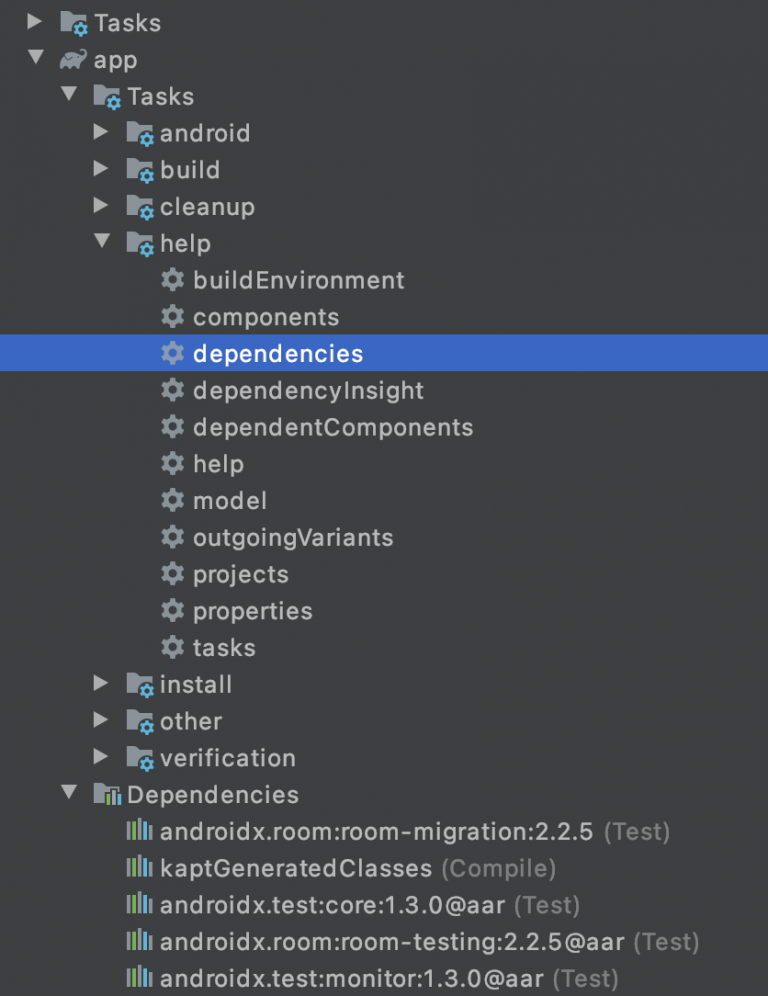 Tasks
app
Tasks
android
build
cleanup
help
buildEnvironment
components
dependencies
dependencyInsight
dependentComponents
help
model
outgoingVariants
projects
properties
tasks
install
other
verification
Dependencies
androidx.room:room-migration:2.2.5 (Test)
kaptGeneratedClasses (Compile)
androidx.test:core:1.3.0@aar (Test)
androidx.room:room-testing:2.2.5@aar (Test)
androidx.test:monitor:1.3.0@aar (Test)